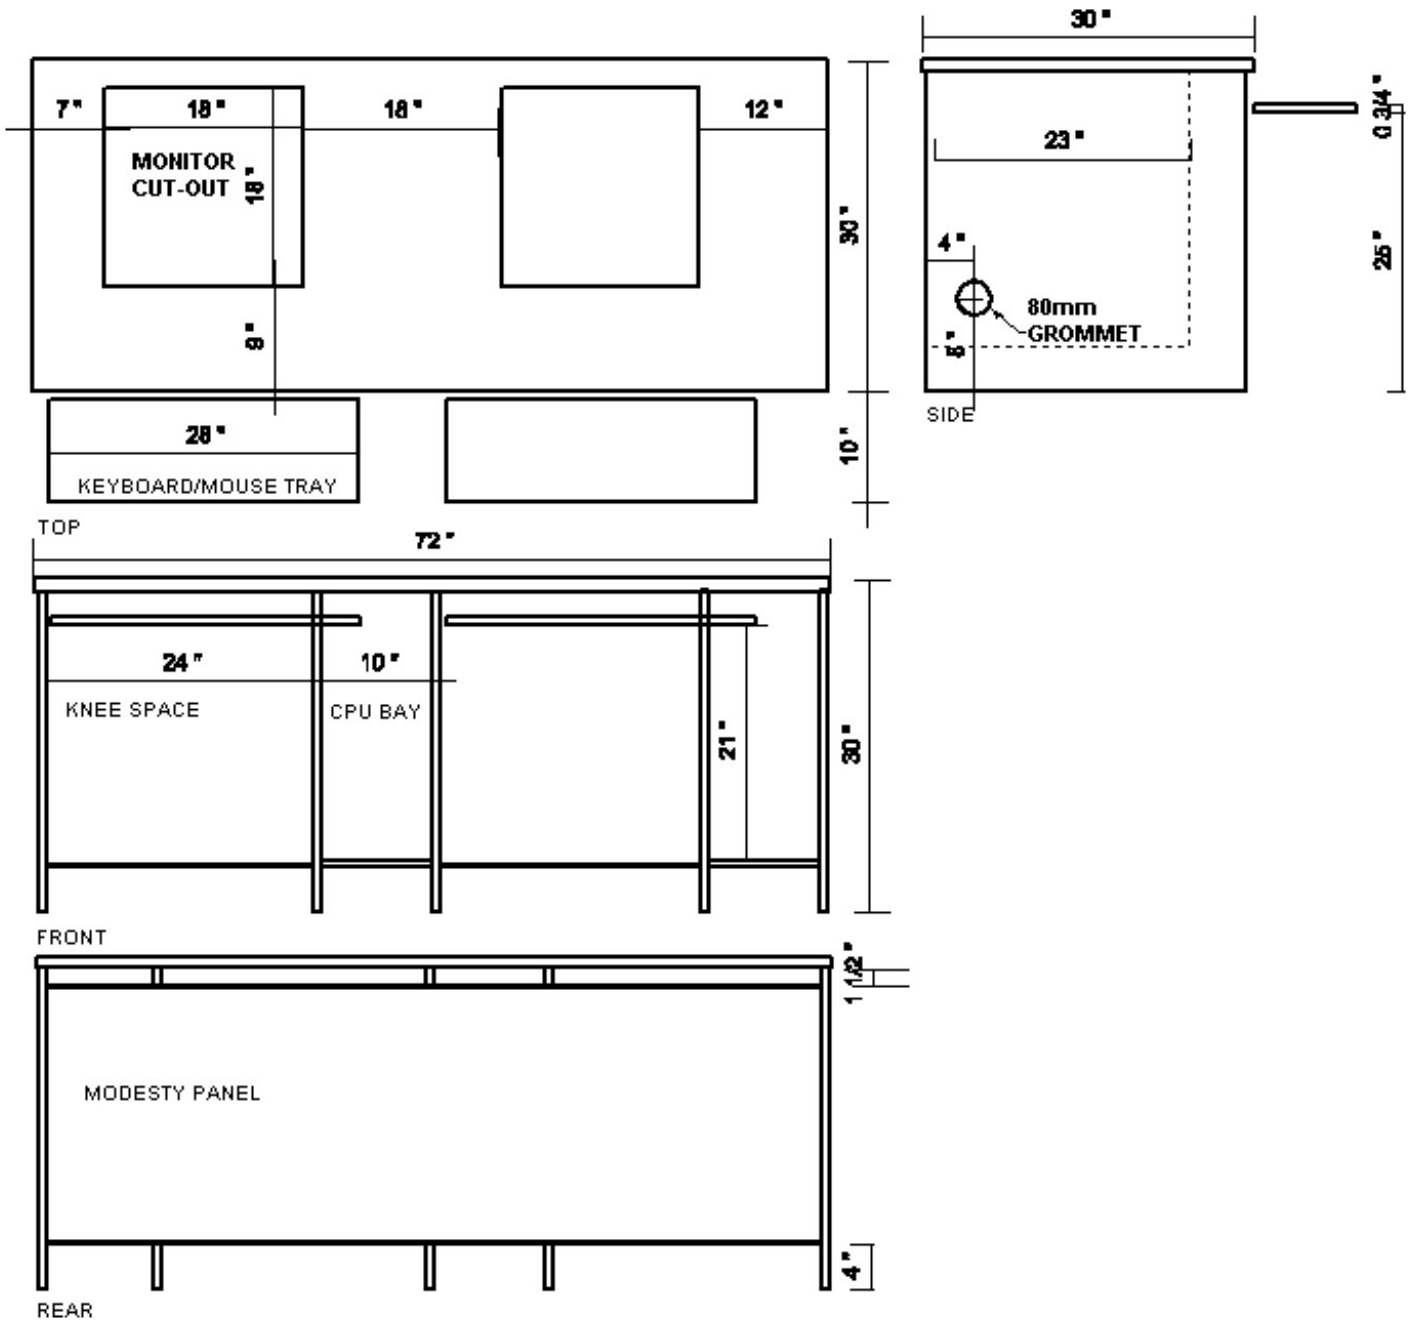 30"
7"
18"
18"
12"
MONITOR
CUT-OUT
18"
9"
30"
10"
28"
KEYBOARD/MOUSE TRAY
TOP
23"
4"
80mm
GROMMET
SIDE
0 3/4"
72"
24"
10"
KNEE SPACE
CPU BAY
21"
30"
FRONT
1 1/2"
MODESTY PANEL
4"
REAR